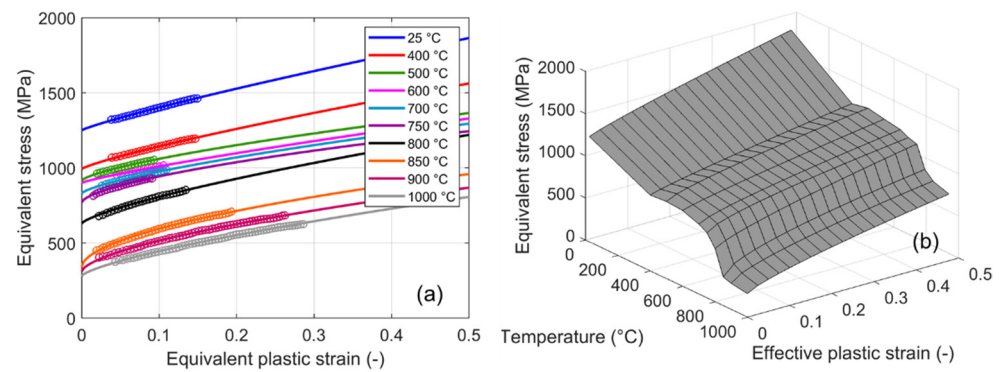 2000
1500
1000
500
0
Equivalent stress (MPa)
0
0.1
0.2
0.3
0.4
0.5
Equivalent plastic strain (-)
25 °C
400 °C
500 °C
600 °C
700 °C
750 °C
800 °C
850 °C
900 °C
1000 °C
(a)
2000
1500
1000
500
0
Equivalent stress (MPa)
0
200
400
600
800
1000
Temperature (°C)
0
0.1
0.2
0.3
0.4
0.5
Effective plastic strain (-)
(b)